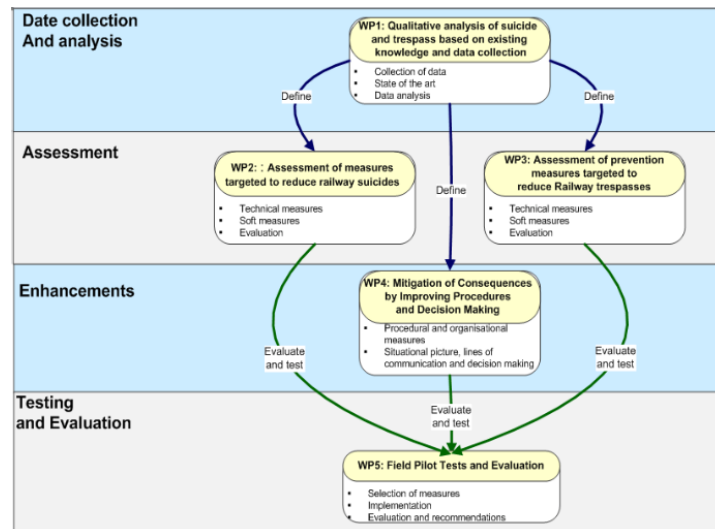 Date collection
And analysis
WP1: Qualitative analysis of suicide
and trespass based on existing
knowledge and data collection
▪ Collection of data
▪ State of the art
▪ Data analysis
Define
Define
Assessment
WP2: : Assessment of measures
targeted to reduce railway suicides
▪ Technical measures
▪ Soft measures
▪ Evaluation
Define
WP3: Assessment of prevention
measures targeted to
reduce Railway trespasses
▪ Technical measures
▪ Soft measures
▪ Evaluation
Enhancements
WP4: Mitigation of Consequences
by Improving Procedures
and Decision Making
▪ Procedural and organisational
measures
▪ Situational picture, lines of
communication and decision making
Evaluate
and test
Evaluate
and test
Testing
and Evaluation
Evaluate
and test
WP5: Field Pilot Tests and Evaluation
▪ Selection of measures
▪ Implementation
▪ Evaluation and recommendations